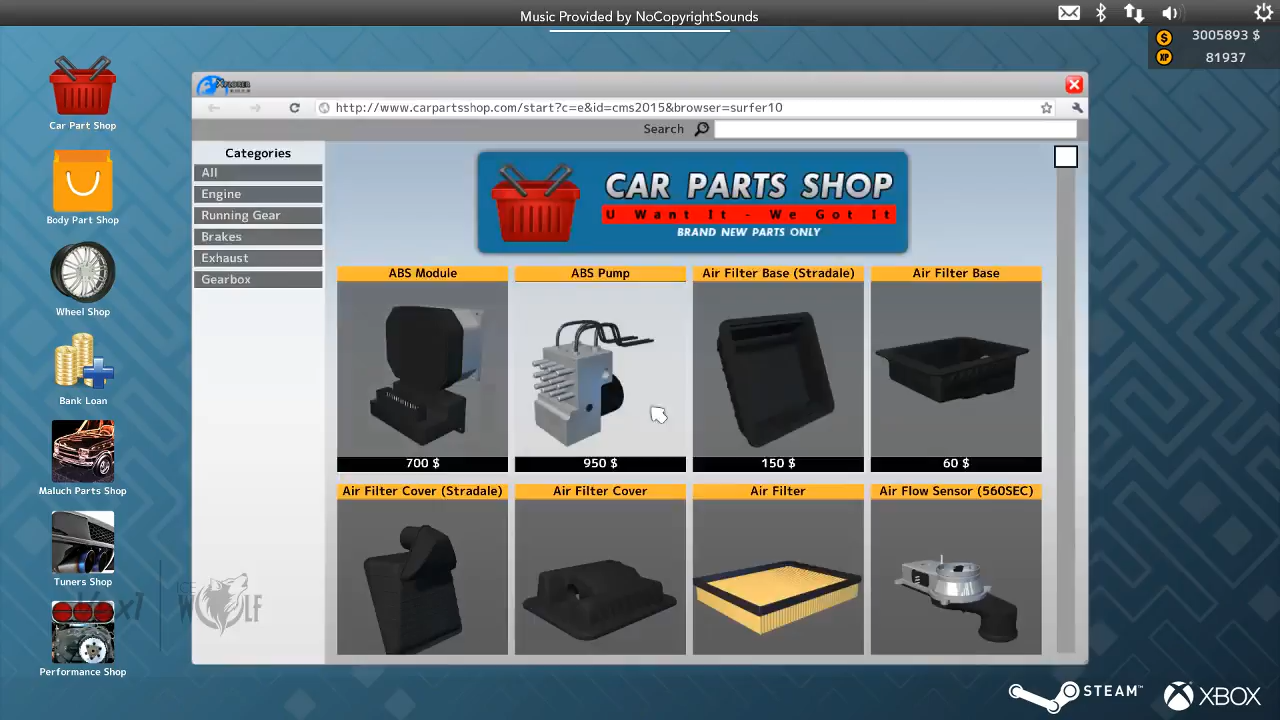 Music Provided by NoCopyrightSounds
3005893 $
XP 81937
Car Part Shop
Body Part Shop
Wheel Shop
Bank Loan
Maluch Parts Shop
Tuners Shop
Performance Shop
http://www.carpartsshop.com/start?c=e&id=cms2015&browser=surfer10
Search
Categories
All
Engine
Running Gear
Brakes
Exhaust
Gearbox
CAR PARTS SHOP
U Want It - We Got It
BRAND NEW PARTS ONLY
ABS Module
700 $
ABS Pump
950 $
Air Filter Base (Stradale)
150 $
Air Filter Base
60 $
Air Filter Cover (Stradale)
Air Filter Cover
Air Filter
Air Flow Sensor (560SEC)
WOLF
STEAM™
XBOX